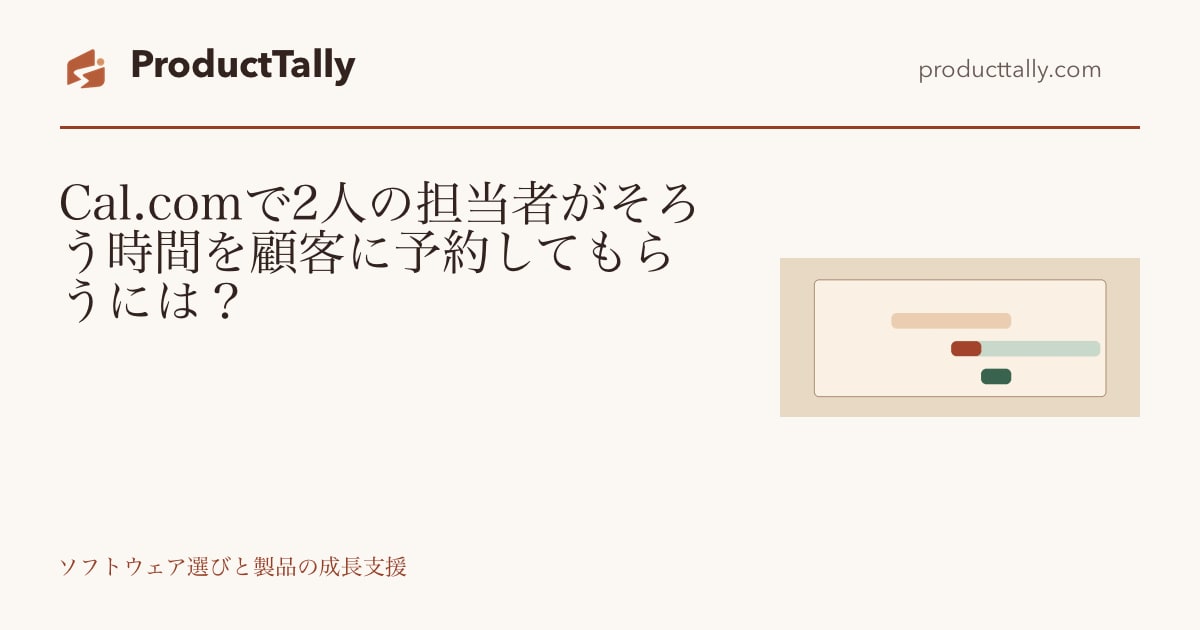 ProductTally
producttally.com
Cal.comで2人の担当者がそろ
う時間を顧客に予約してもら
うには？
ソフトウェア選びと製品の成長支援